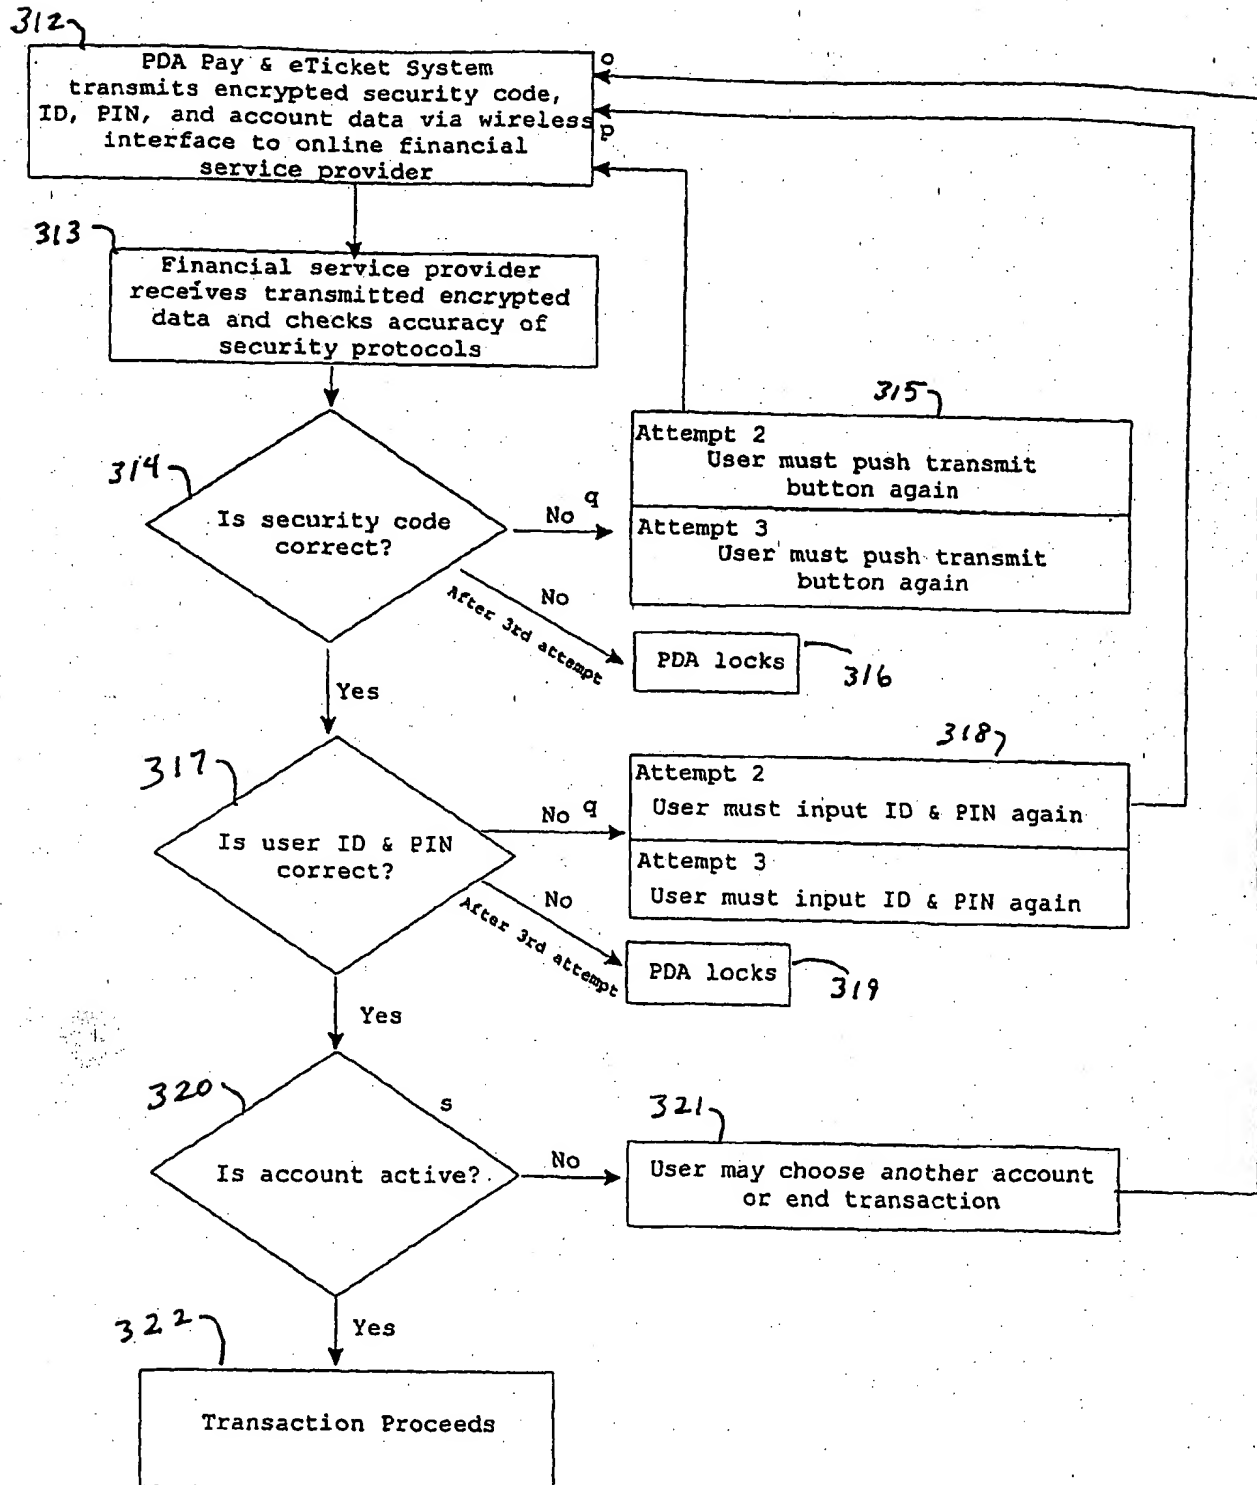 312
PDA Pay & eTicket System
transmits encrypted security code,
ID, PIN, and account data via wireless
interface to online financial
service provider
o
p
313
Financial service provider
receives transmitted encrypted
data and checks accuracy of
security protocols
314
Is security code
correct?
No q
315
Attempt 2
User must push transmit
button again
Attempt 3
User must push transmit
button again
No
After 3rd attempt
PDA locks
316
Yes
317
Is user ID & PIN
correct?
No q
318
Attempt 2
User must input ID & PIN again
Attempt 3
User must input ID & PIN again
No
After 3rd attempt
PDA locks
319
Yes
320
s
Is account active?
No
321
User may choose another account
or end transaction
Yes
322
Transaction Proceeds